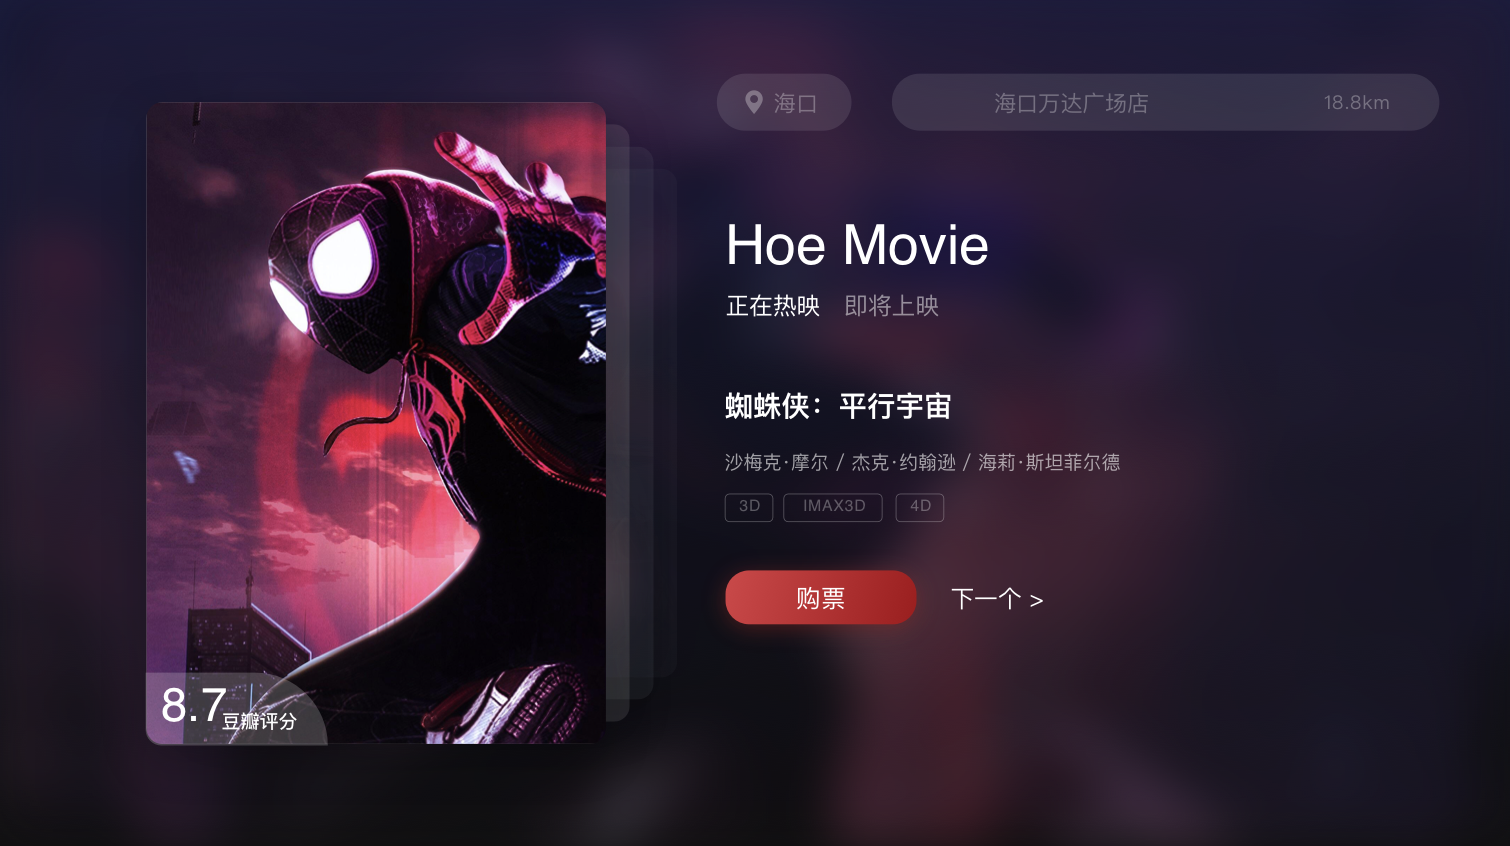 海口
海口万达广场店 18.8km
Hoe Movie
正在热映 即将上映
蜘蛛侠：平行宇宙
沙梅克·摩尔 / 杰克·约翰逊 / 海莉·斯坦菲尔德
3D IMAX3D 4D
购票 下一个 >
8.7豆瓣评分